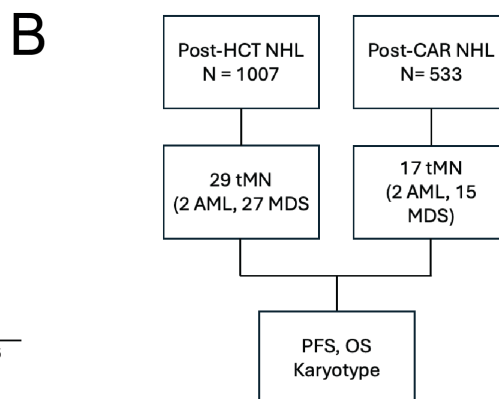 B
Post-HCT NHL
N = 1007
Post-CAR NHL
N= 533
29 tMN
(2 AML, 27 MDS
17 tMN
(2 AML, 15
MDS)
PFS, OS
Karyotype